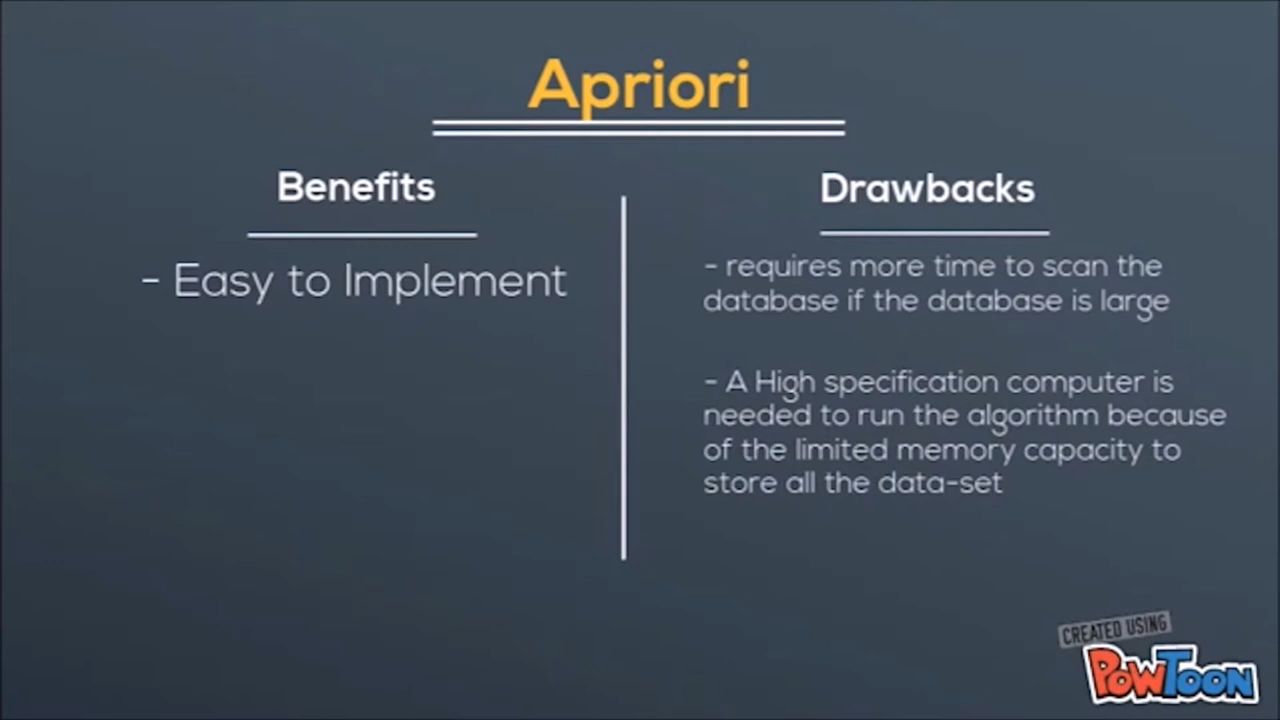 Apriori
Benefits
- Easy to Implement
Drawbacks
- requires more time to scan the
database if the database is large
- A High specification computer is
needed to run the algorithm because
of the limited memory capacity to
store all the data-set
CREATED USING
POWTOON